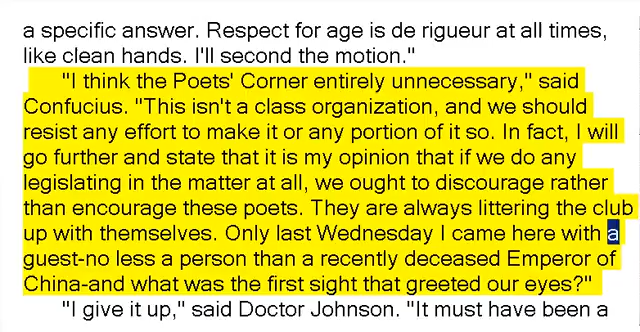 a specific answer. Respect for age is de rigueur at all times,
like clean hands. I'll second the motion."
"I think the Poets' Corner entirely unnecessary," said
Confucius. "This isn't a class organization, and we should
resist any effort to make it or any portion of it so. In fact, I will
go further and state that it is my opinion that if we do any
legislating in the matter at all, we ought to discourage rather
than encourage these poets. They are always littering the club
up with themselves. Only last Wednesday I came here with a
guest-no less a person than a recently deceased Emperor of
China-and what was the first sight that greeted our eyes?"
"I give it up," said Doctor Johnson. "It must have been a